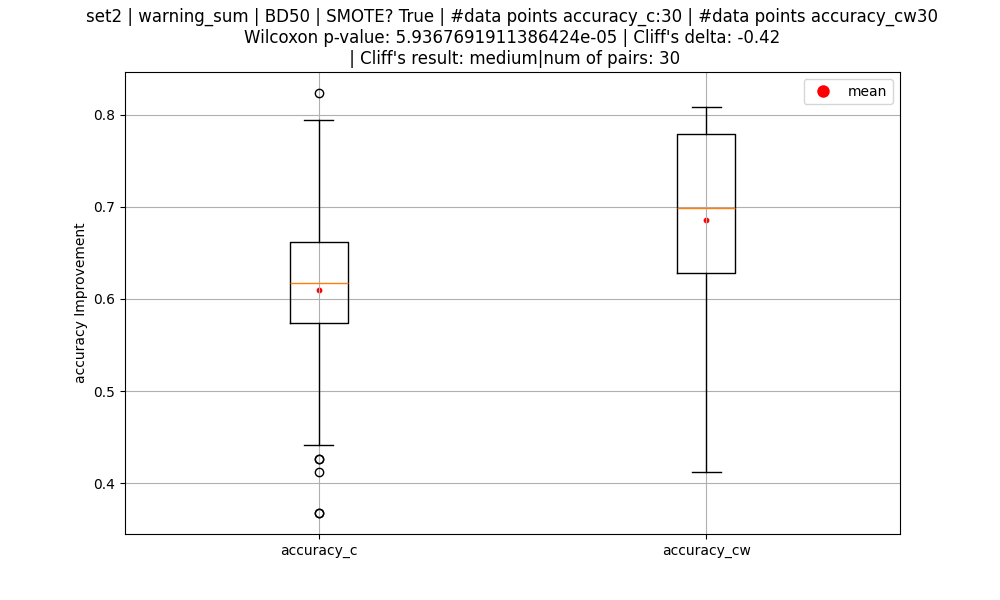 set2 | warning_sum | BD50 | SMOTE? True | #data points accuracy_c:30 | #data points accuracy_cw30
Wilcoxon p-value: 5.9367691911386424e-05 | Cliff's delta: -0.42
| Cliff's result: medium|num of pairs: 30
mean
0.8
0.7
0.6
0.5
0.4
accuracy Improvement
accuracy_c
accuracy_cw